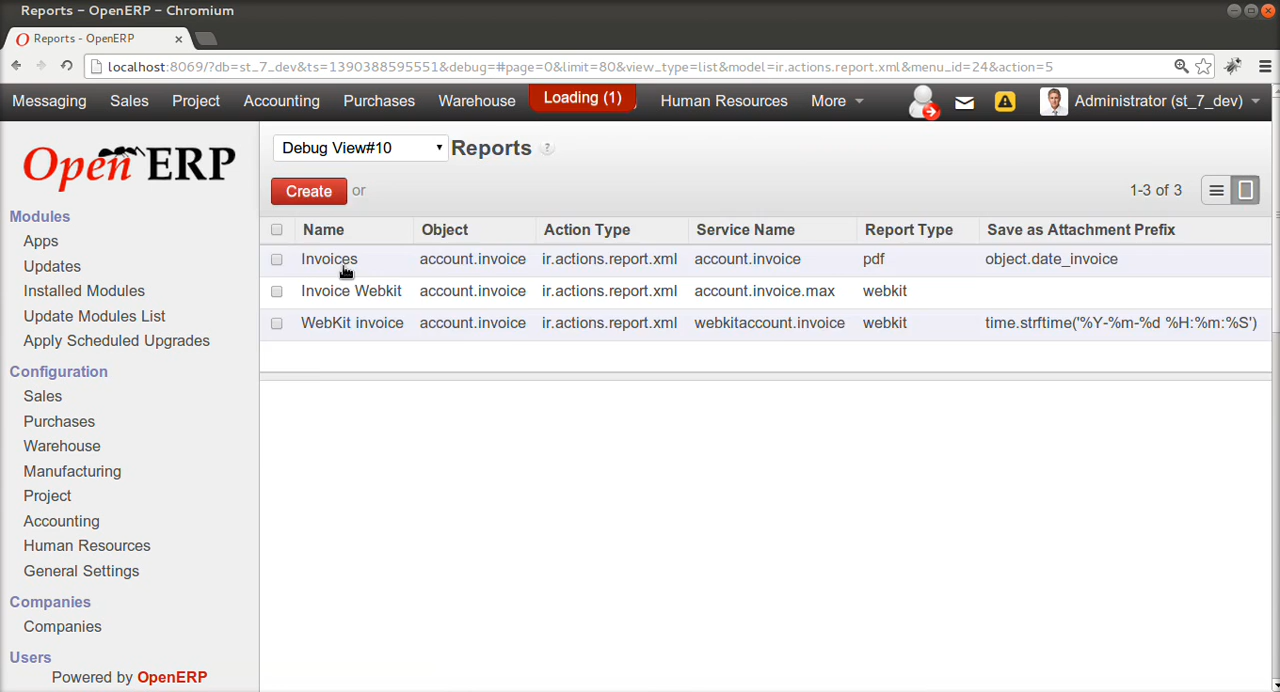 Reports - OpenERP - Chromium
Reports - OpenERP
localhost:8069/?db=st_7_dev&ts=1390388595551&debug=#page=0&limit=80&view_type=list&model=ir.actions.report.xml&menu_id=24&action=5
Messaging Sales Project Accounting Purchases Warehouse Loading (1) Human Resources More Administrator (st_7_dev)
OpenERP
Modules
Apps
Updates
Installed Modules
Update Modules List
Apply Scheduled Upgrades
Configuration
Sales
Purchases
Warehouse
Manufacturing
Project
Accounting
Human Resources
General Settings
Companies
Companies
Users
Powered by OpenERP
Debug View#10 Reports ?
Create or 1-3 of 3
Name Object Action Type Service Name Report Type Save as Attachment Prefix
Invoices account.invoice ir.actions.report.xml account.invoice pdf object.date_invoice
Invoice Webkit account.invoice ir.actions.report.xml account.invoice.max webkit
WebKit invoice account.invoice ir.actions.report.xml webkitaccount.invoice webkit time.strftime('%Y-%m-%d %H:%m:%S')